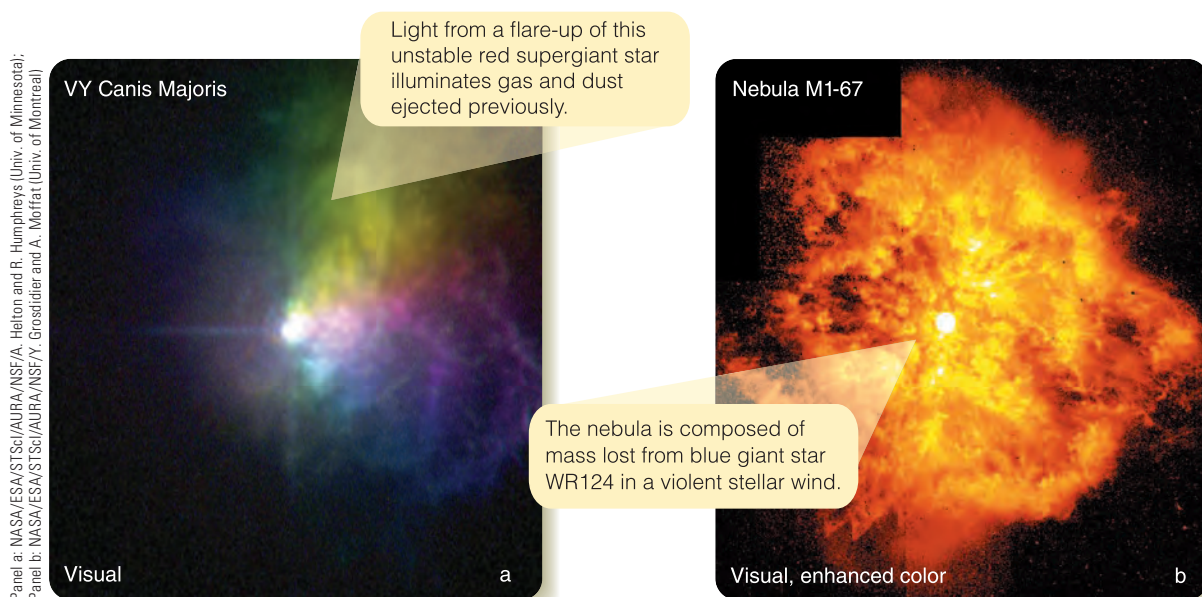 Panel a: NASA/ESA/STScI/AURA/NSF/A. Helton and R. Humphreys (Univ. of Minnesota);
Panel b: NASA/ESA/STScI/AURA/NSF/Y. Grosdidier and A. Moffat (Univ. of Montreal)
VY Canis Majoris
Light from a flare-up of this
unstable red supergiant star
illuminates gas and dust
ejected previously.
Visual
a
Nebula M1-67
The nebula is composed of
mass lost from blue giant star
WR124 in a violent stellar wind.
Visual, enhanced color
b